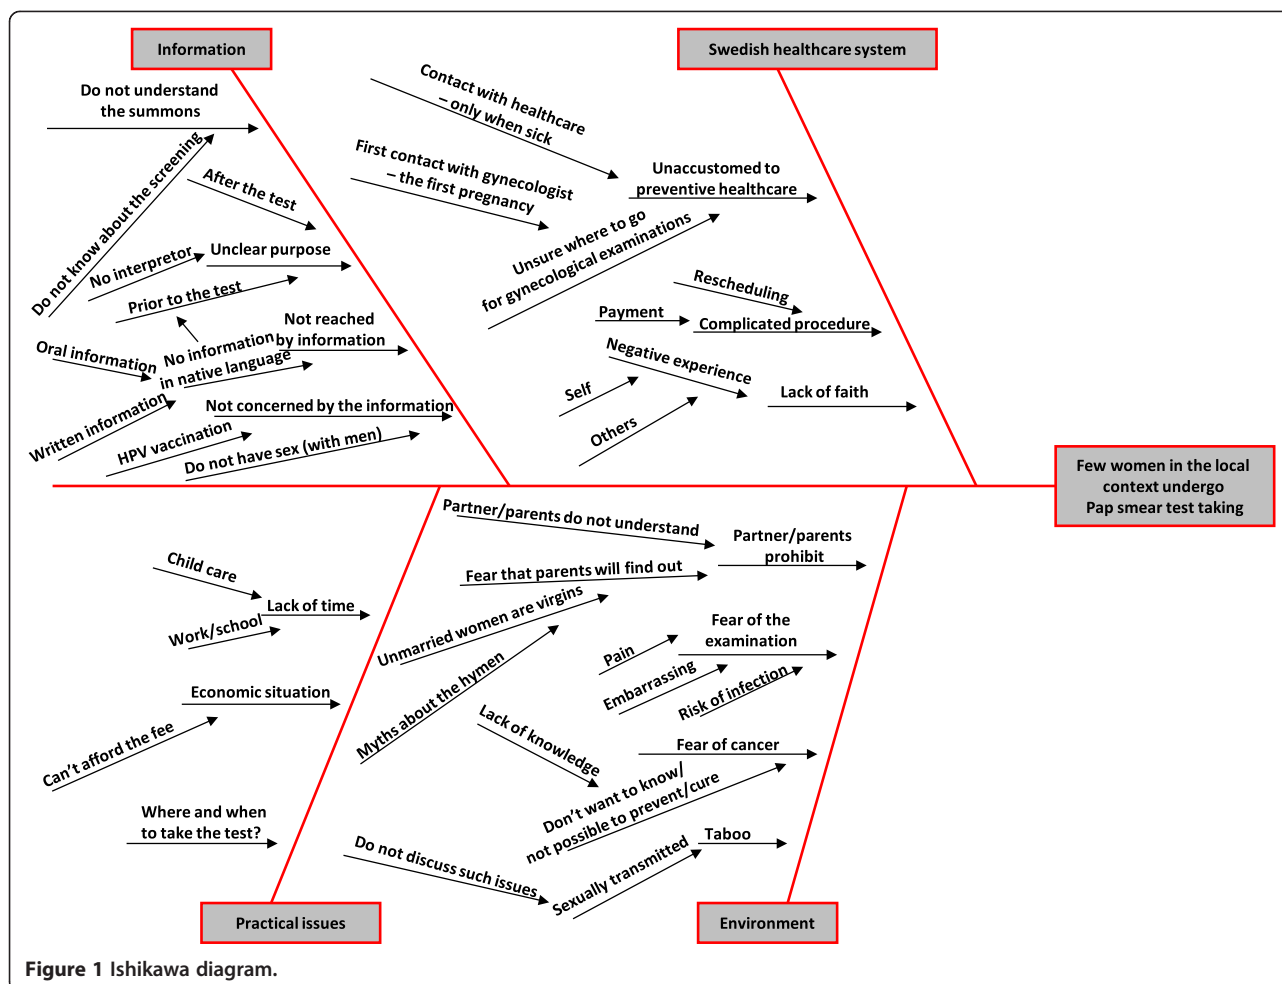 Information
Do not understand
the summons
Do not know about the screening
After the test
Unclear purpose
No interpretor
Prior to the test
Not reached
by information
No information
in native language
Oral information
Written information
Not concerned by the information
HPV vaccination
Do not have sex (with men)
Swedish healthcare system
Contact with healthcare
– only when sick
First contact with gynecologist
– the first pregnancy
Unaccustomed to
preventive healthcare
Unsure where to go
for gynecological examinations
Rescheduling
Payment
Complicated procedure
Negative experience
Self
Others
Lack of faith
Few women in the local
context undergo
Pap smear test taking
Child care
Lack of time
Work/school
Economic situation
Can't afford the fee
Where and when
to take the test?
Practical issues
Partner/parents do not understand
Partner/parents
prohibit
Fear that parents will find out
Unmarried women are virgins
Myths about the hymen
Fear of the
examination
Pain
Embarrassing
Risk of infection
Lack of knowledge
Fear of cancer
Don't want to know/
not possible to prevent/cure
Taboo
Do not discuss such issues
Sexually transmitted
Environment
Figure 1 Ishikawa diagram.